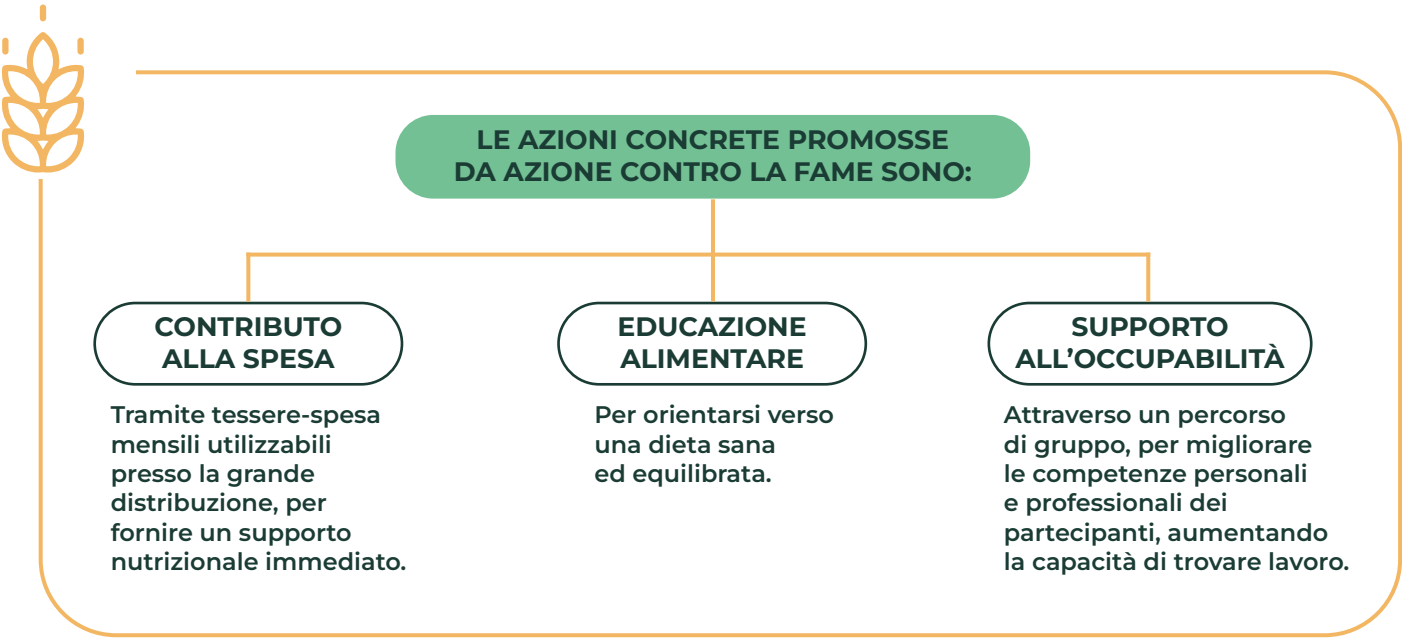 LE AZIONI CONCRETE PROMOSSE
DA AZIONE CONTRO LA FAME SONO:
CONTRIBUTO
ALLA SPESA
Tramite tessere-spesa
mensili utilizzabili
presso la grande
distribuzione, per
fornire un supporto
nutrizionale immediato.
EDUCAZIONE
ALIMENTARE
Per orientarsi verso
una dieta sana
ed equilibrata.
SUPPORTO
ALL’OCCUPABILITÀ
Attraverso un percorso
di gruppo, per migliorare
le competenze personali
e professionali dei
partecipanti, aumentando
la capacità di trovare lavoro.